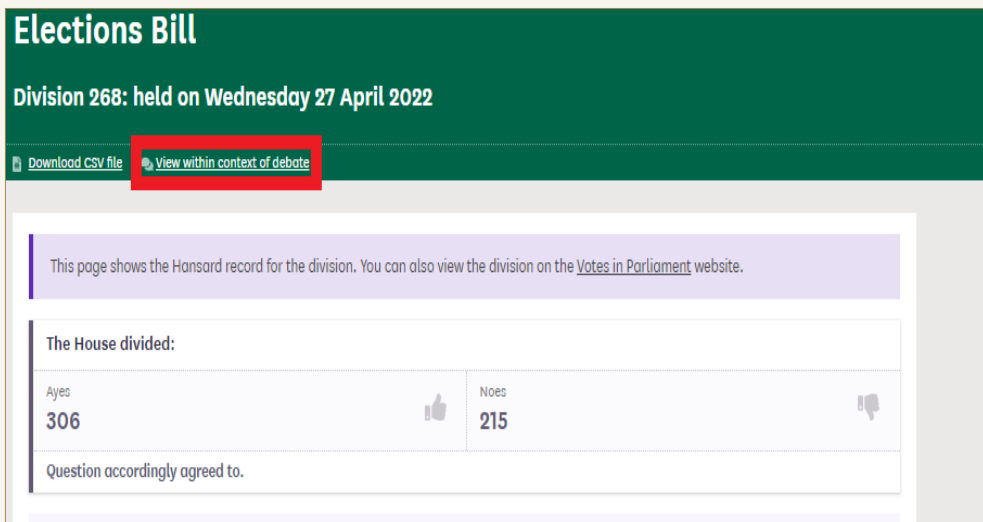 Elections Bill
Division 268: held on Wednesday 27 April 2022
Download CSV file View within context of debate
This page shows the Hansard record for the division. You can also view the division on the Votes in Parliament website.
The House divided:
Ayes Noes
306 215
Question accordingly agreed to.